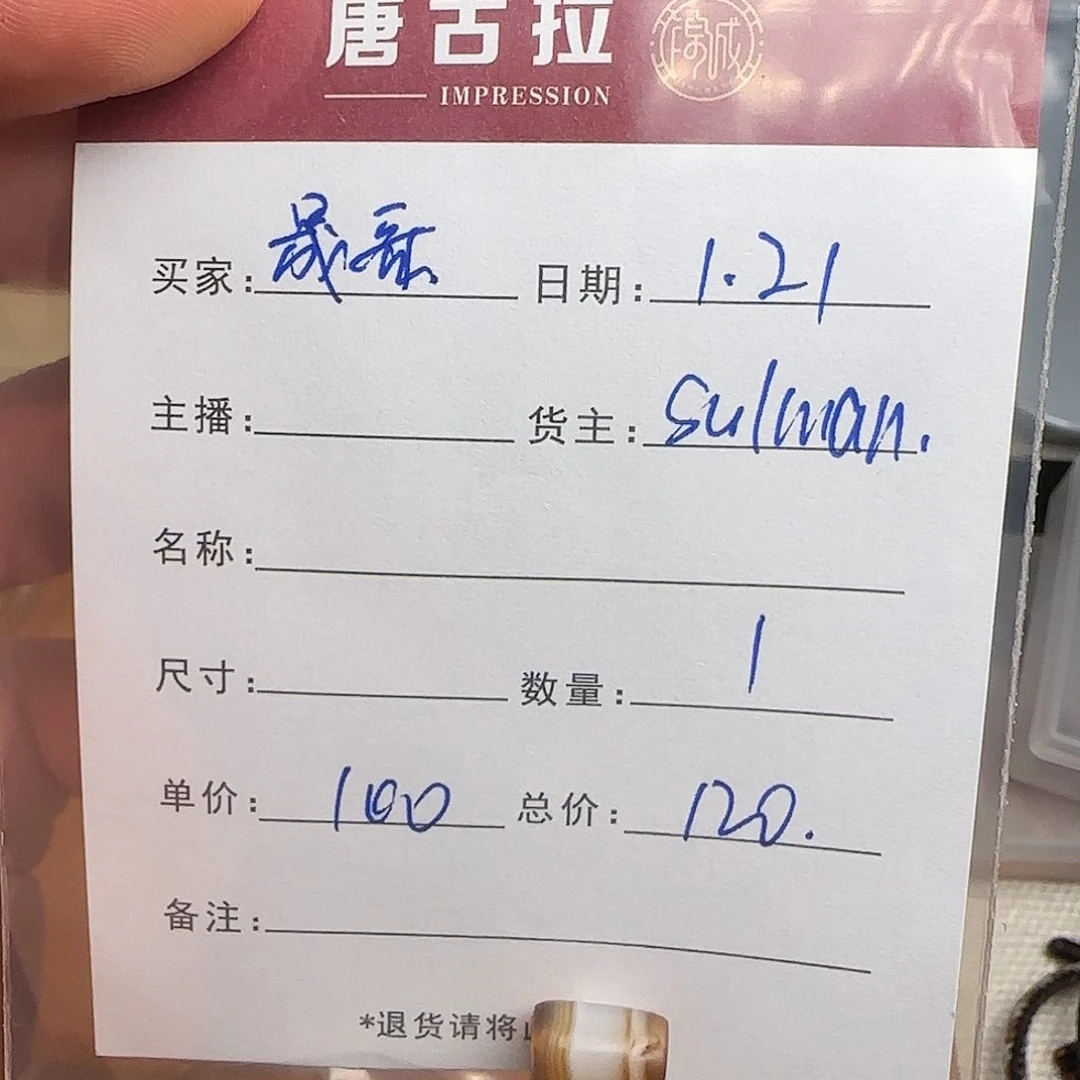 唐古拉
IMPRESSION
买家: 晟哥 日期: 1.21
主播: 货主: Sulman.
名称:
尺寸: 数量: 1
单价: 100 总价: 120.
备注:
*退货请将